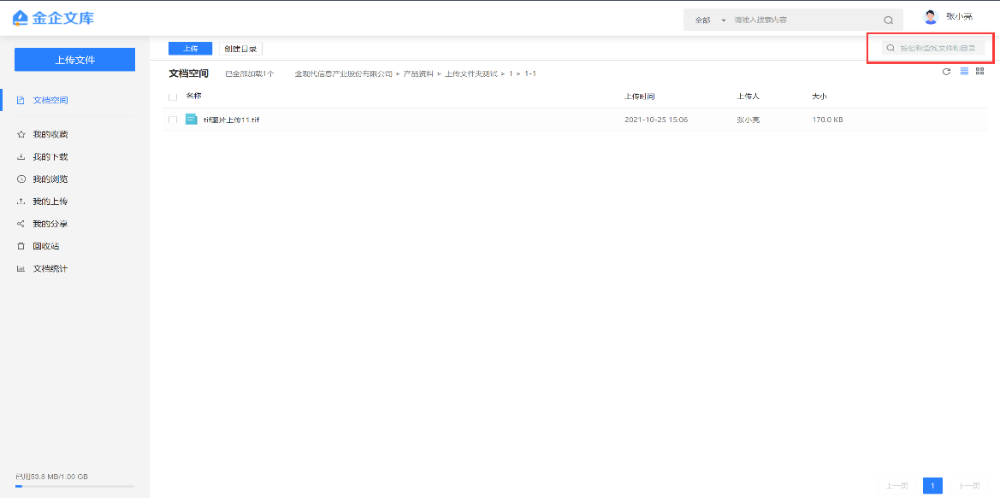 金企文库
全部 请输入搜索内容
张小亮
上传文件
上传 创建目录
按名称查找文件和目录
文档空间 已全部加载1个 金现代信息产业股份有限公司 > 产品资料 > 上传文件夹测试 > 1 > 1-1
名称 上传时间 上传人 大小
tif图片上传11.tif 2021-10-25 15:06 张小亮 170.0 KB
文档空间
我的收藏
我的下载
我的浏览
我的上传
我的分享
回收站
文档统计
已用53.8 MB/1.00 GB
上一页 1 下一页